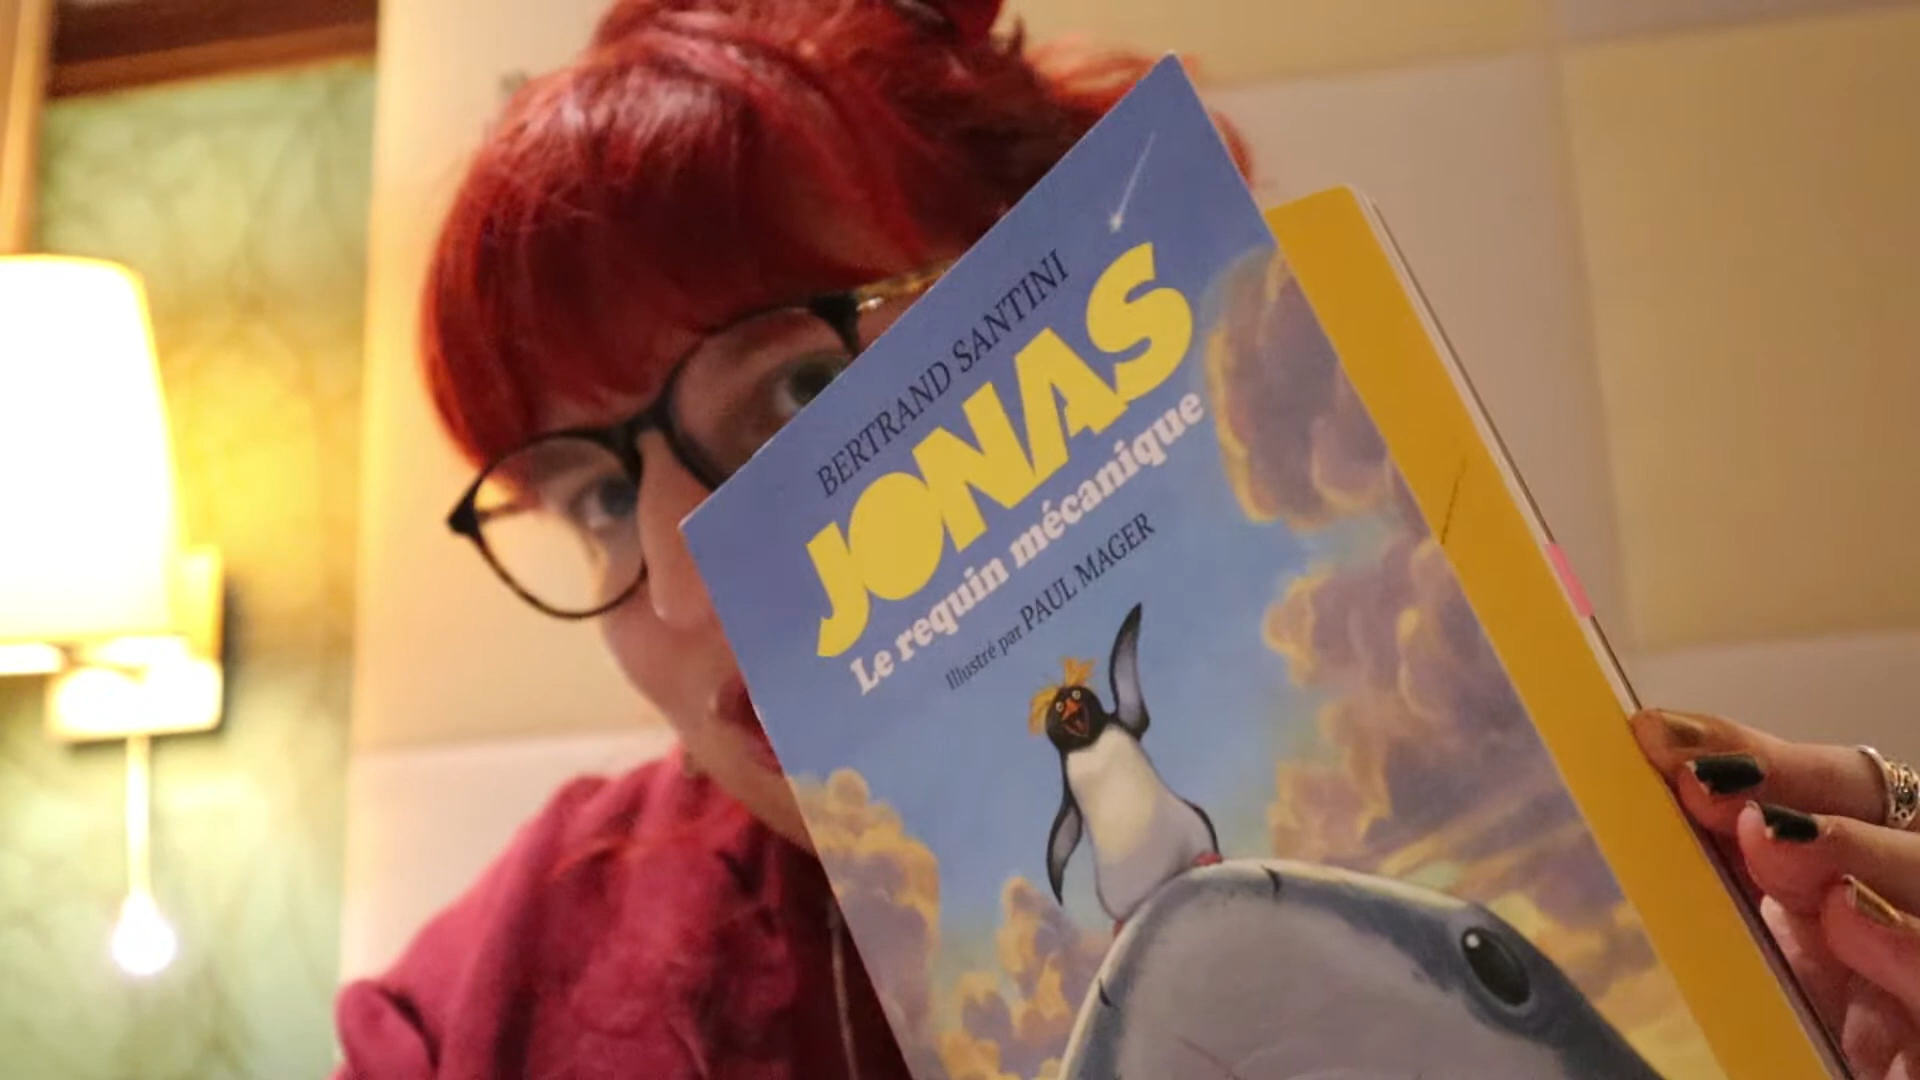 BERTRAND SANTINI
JONAS
Le requin mécanique
Illustré par PAUL MAGER